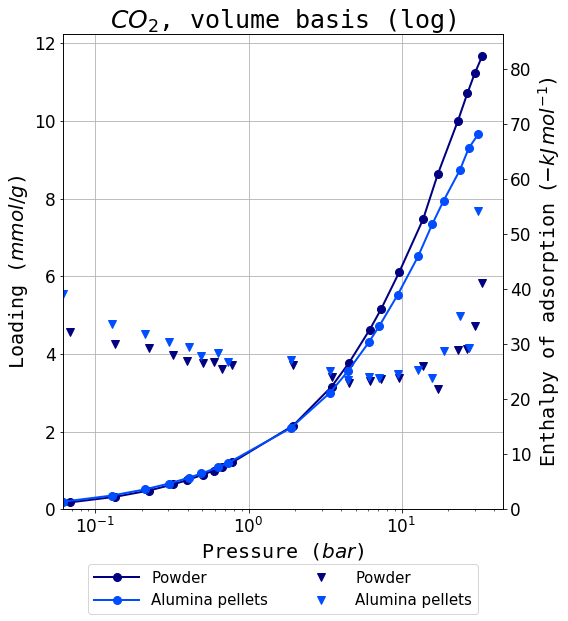 CO₂, volume basis (log)
12
10
8
6
4
2
0
80
70
60
50
40
30
20
10
0
Loading (mmol/g)
Enthalpy of adsorption (−kJ mol⁻¹)
10⁻¹ 10⁰ 10¹
Pressure (bar)
Powder Powder
Alumina pellets Alumina pellets